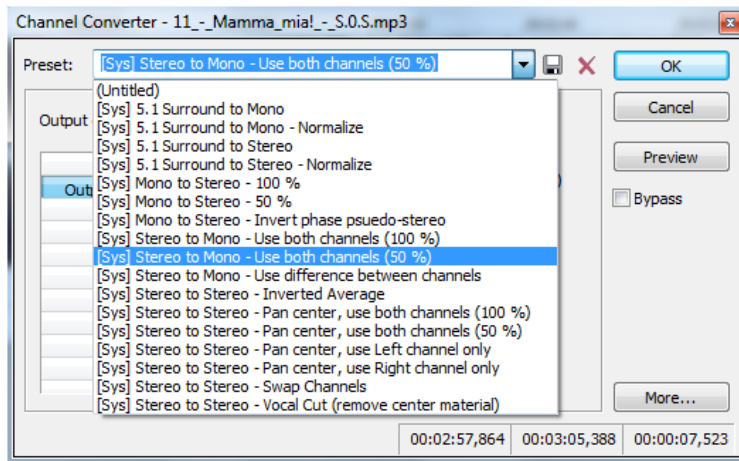 Channel Converter - 11_-_Mamma_mia!_-_S.O.S.mp3
Preset: [Sys] Stereo to Mono - Use both channels (50 %)
OK
(Untitled)
[Sys] 5.1 Surround to Mono
[Sys] 5.1 Surround to Mono - Normalize
[Sys] 5.1 Surround to Stereo
[Sys] 5.1 Surround to Stereo - Normalize
[Sys] Mono to Stereo - 100 %
[Sys] Mono to Stereo - 50 %
[Sys] Mono to Stereo - Invert phase psuedo-stereo
[Sys] Stereo to Mono - Use both channels (100 %)
[Sys] Stereo to Mono - Use both channels (50 %)
[Sys] Stereo to Mono - Use difference between channels
[Sys] Stereo to Stereo - Inverted Average
[Sys] Stereo to Stereo - Pan center, use both channels (100 %)
[Sys] Stereo to Stereo - Pan center, use both channels (50 %)
[Sys] Stereo to Stereo - Pan center, use Left channel only
[Sys] Stereo to Stereo - Pan center, use Right channel only
[Sys] Stereo to Stereo - Swap Channels
[Sys] Stereo to Stereo - Vocal Cut (remove center material)
Output
Outp
Cancel
Preview
Bypass
More...
00:02:57,864 00:03:05,388 00:00:07,523